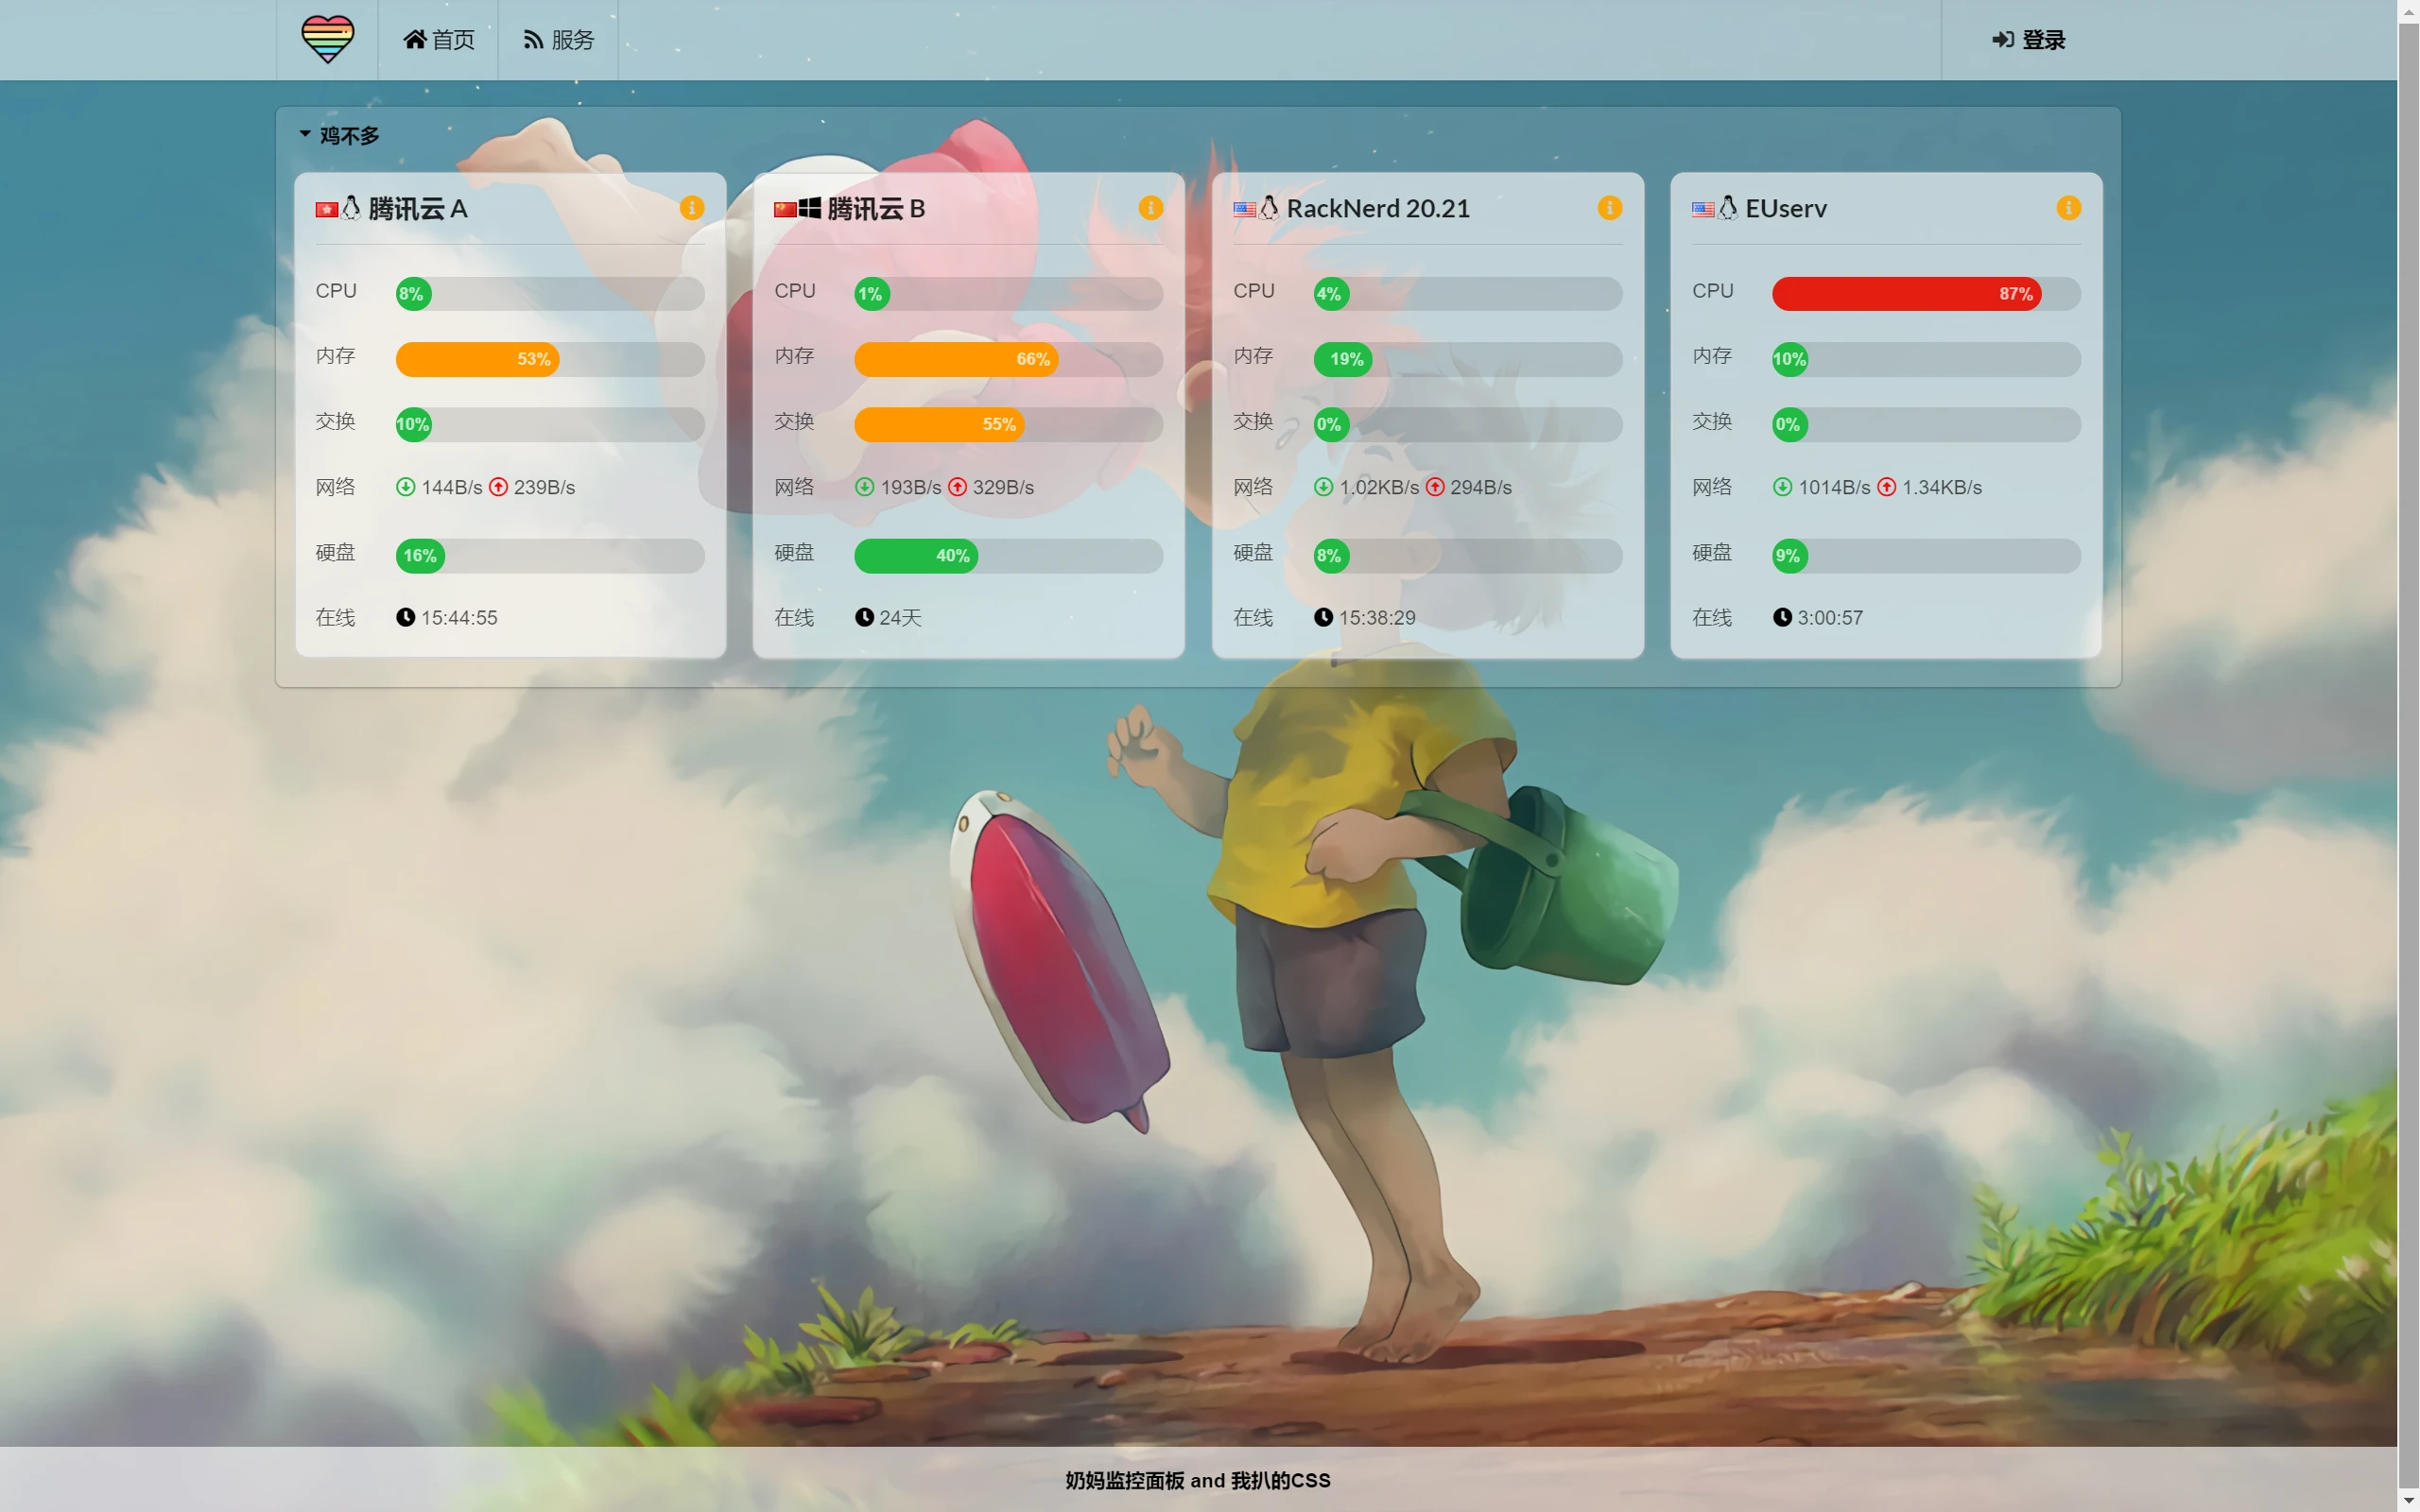 首页 服务 登录
鸡不多
腾讯云 A
CPU 8%
内存 53%
交换 10%
网络 144B/s 239B/s
硬盘 16%
在线 15:44:55
腾讯云 B
CPU 1%
内存 66%
交换 55%
网络 193B/s 329B/s
硬盘 40%
在线 24天
RackNerd 20.21
CPU 4%
内存 19%
交换 0%
网络 1.02KB/s 294B/s
硬盘 8%
在线 15:38:29
EUserv
CPU 87%
内存 10%
交换 0%
网络 1014B/s 1.34KB/s
硬盘 9%
在线 3:00:57
奶妈监控面板 and 我扒的CSS